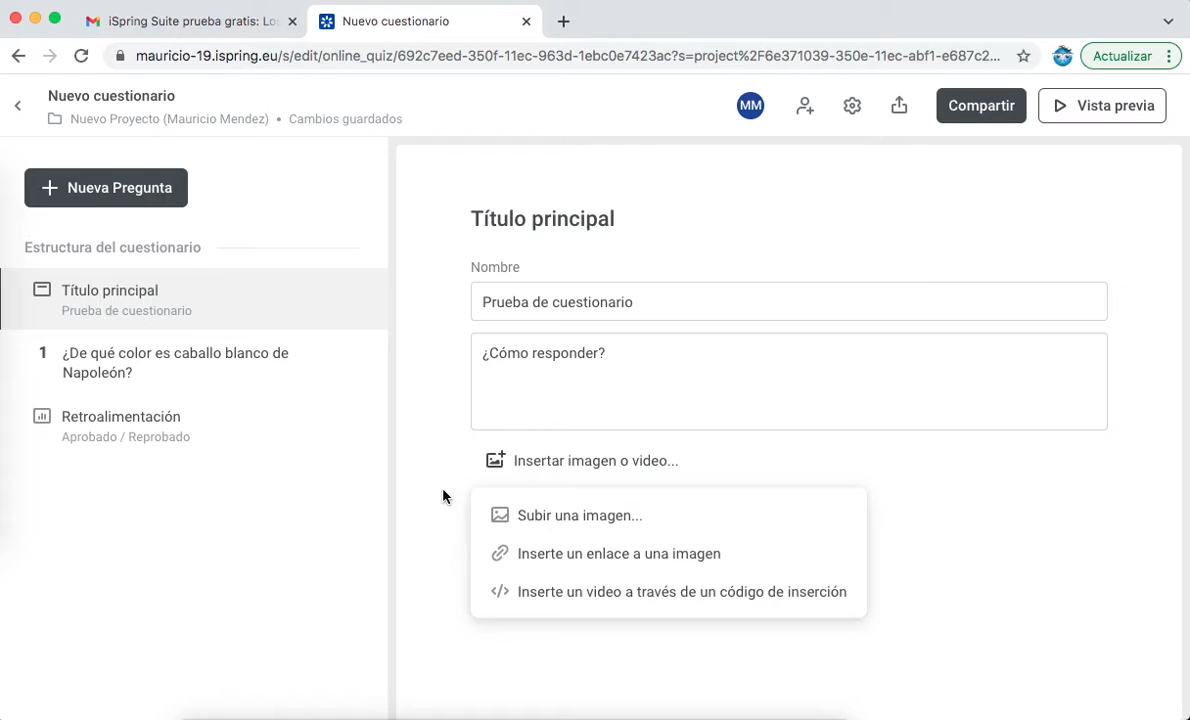 iSpring Suite prueba gratis: Lo
Nuevo cuestionario
mauricio-19.ispring.eu/s/edit/online_quiz/692c7eed-350f-11ec-963d-1ebc0e7423ac?s=project%2F6e371039-350e-11ec-abf1-e687c2...
Actualizar
Nuevo cuestionario
Nuevo Proyecto (Mauricio Mendez) • Cambios guardados
MM
Compartir
Vista previa
Nueva Pregunta
Estructura del cuestionario
Título principal
Prueba de cuestionario
1 ¿De qué color es caballo blanco de
Napoleón?
Retroalimentación
Aprobado / Reprobado
Título principal
Nombre
Prueba de cuestionario
¿Cómo responder?
Insertar imagen o video...
Subir una imagen...
Inserte un enlace a una imagen
Inserte un video a través de un código de inserción